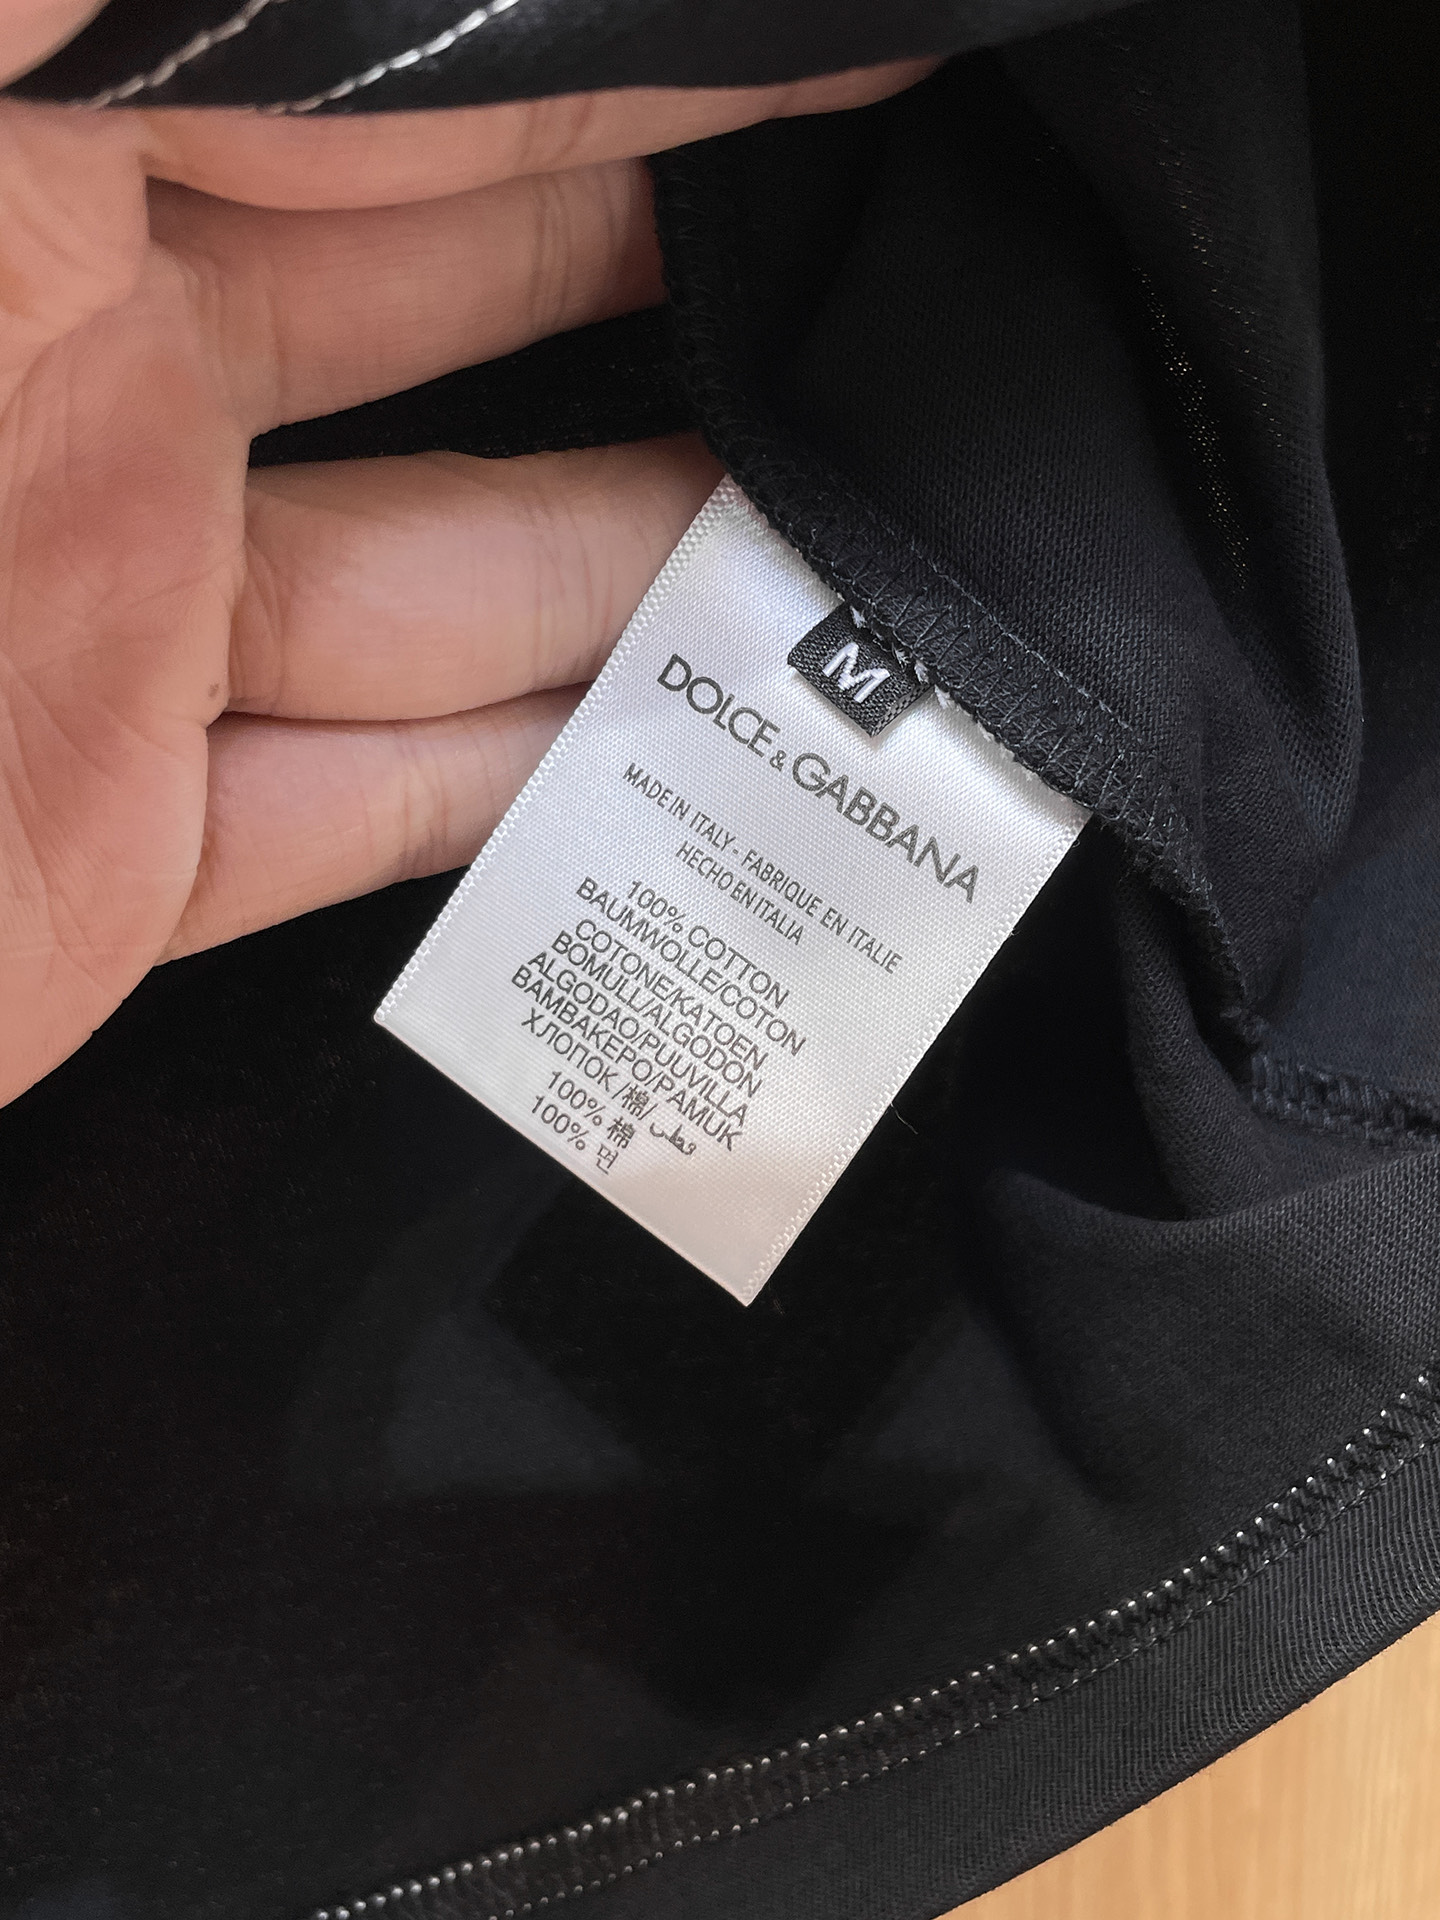 M
DOLCE & GABBANA
MADE IN ITALY - FABRIQUE EN ITALIE
HECHO EN ITALIA
100% COTTON
BAUMWOLLE/COTON
COTONE/KATOEN
BOMULL/ALGODON
ALGODAO/PUUVILLA
BAMBAKEPO/PAMUK
ХЛОПОК /棉/ قطن
100% 棉
100% 면